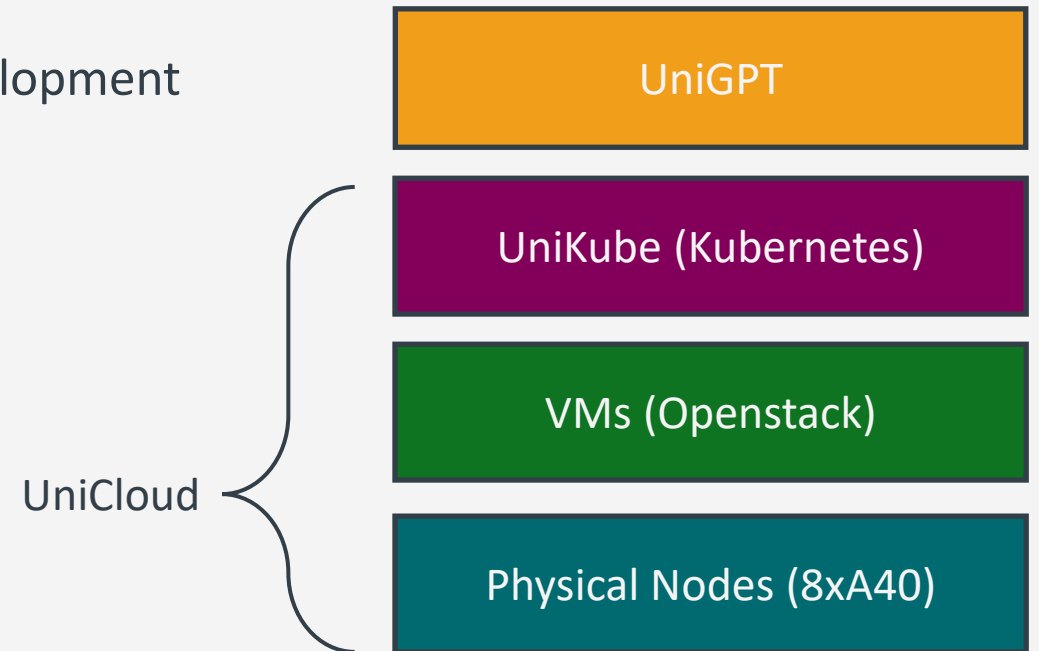 lopment
UniGPT
UniKube (Kubernetes)
VMs (Openstack)
UniCloud
Physical Nodes (8xA40)